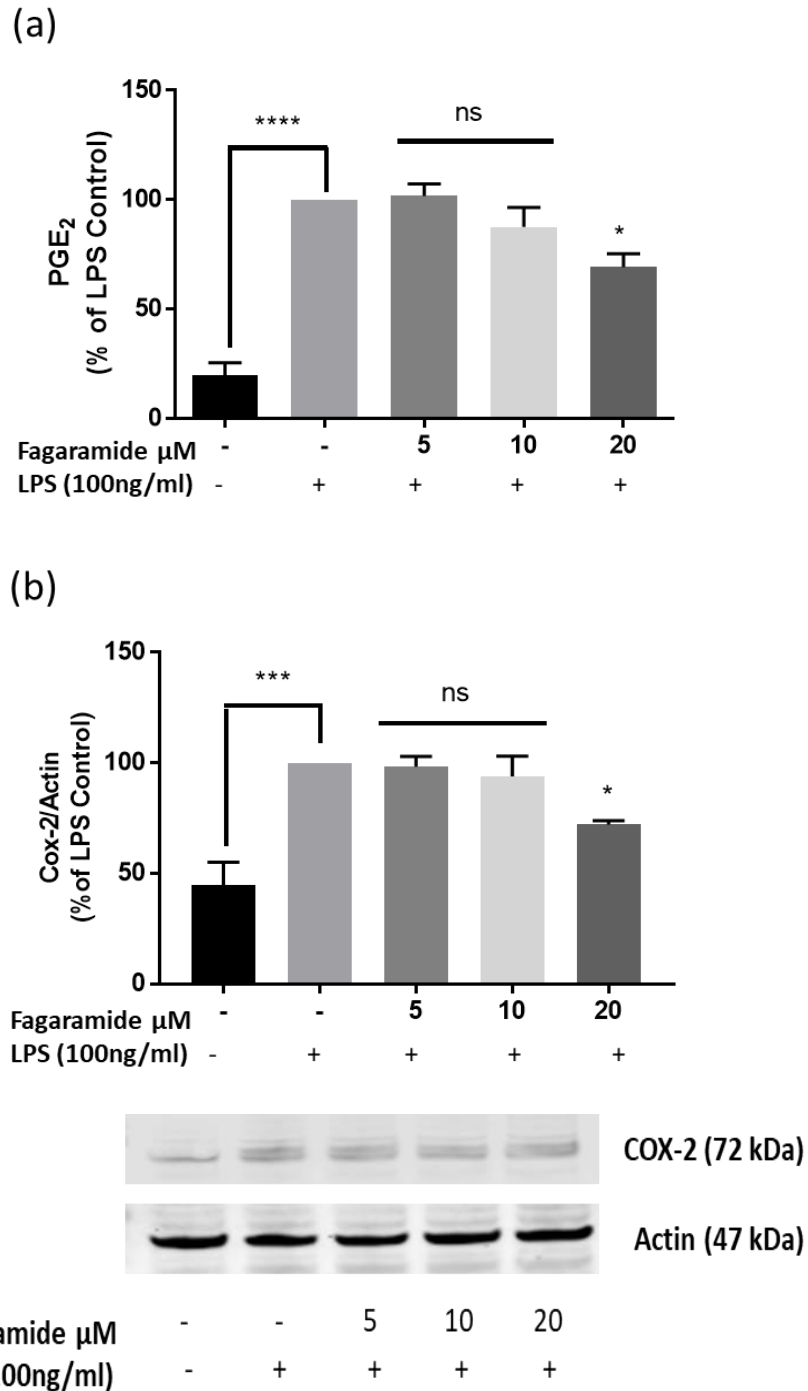 (a)
150
100
50
0
PGE₂
(% of LPS Control)
****
ns
*
Fagaramide µM - - 5 10 20
LPS (100ng/ml) - + + + +
(b)
150
100
50
0
Cox-2/Actin
(%of LPS Control)
***
ns
*
Fagaramide µM - - 5 10 20
LPS (100ng/ml) - + + + +
COX-2 (72 kDa)
Actin (47 kDa)
amide µM - - 5 10 20
00ng/ml) - + + + +